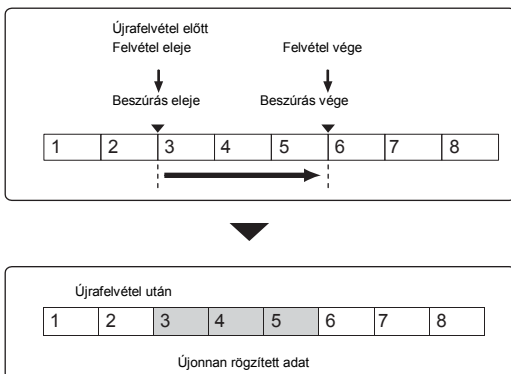 Újrafelvétel előtt
Felvétel eleje Felvétel vége
Beszúrás eleje Beszúrás vége
1 2 3 4 5 6 7 8
Újrafelvétel után
1 2 3 4 5 6 7 8
Újonnan rögzített adat